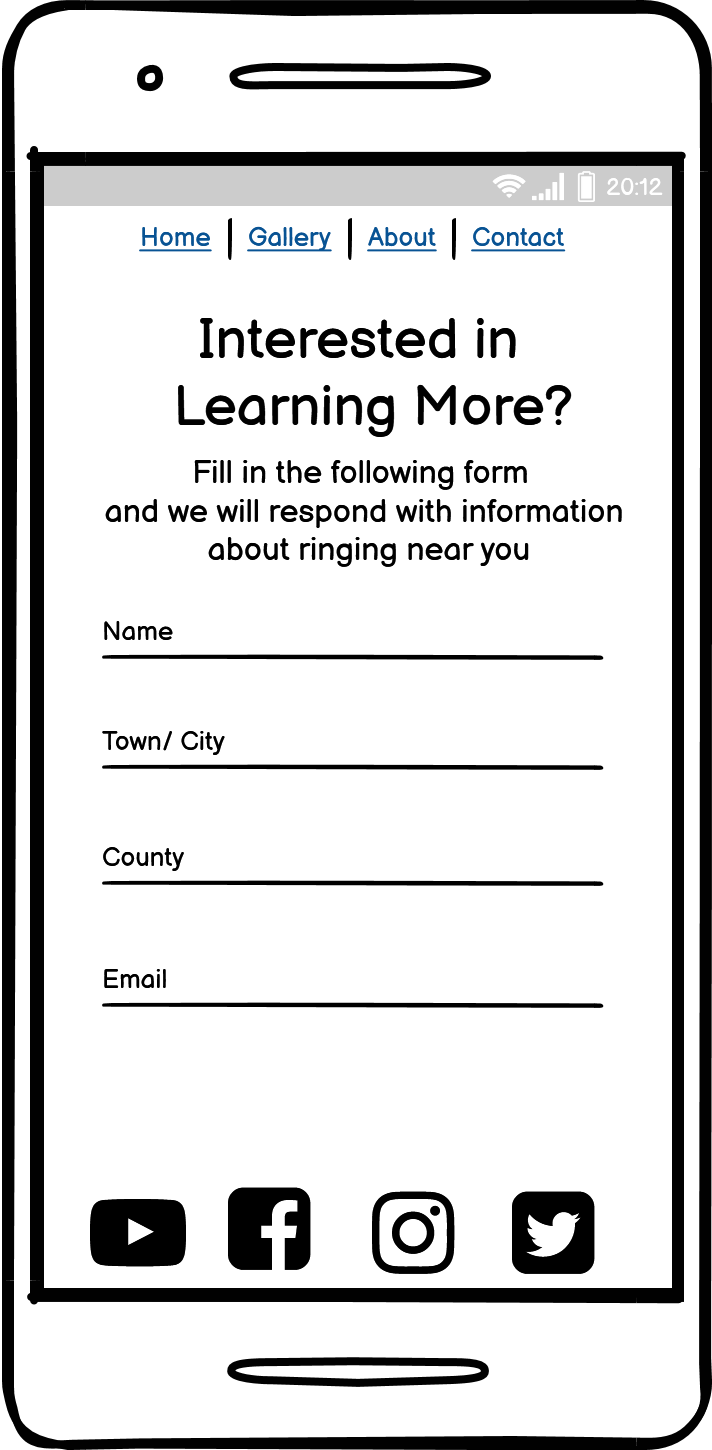 20:12
Home | Gallery | About | Contact
Interested in
Learning More?
Fill in the following form
and we will respond with information
about ringing near you
Name
Town/ City
County
Email